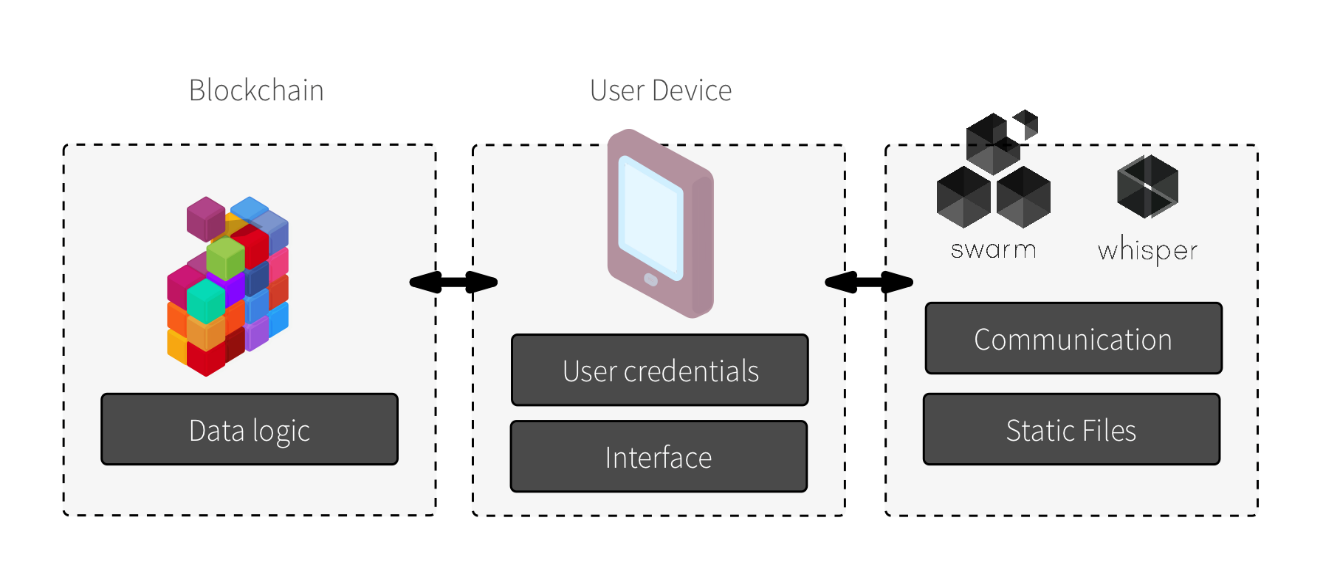 Blockchain
Data logic
User Device
User credentials
Interface
swarm
whisper
Communication
Static Files